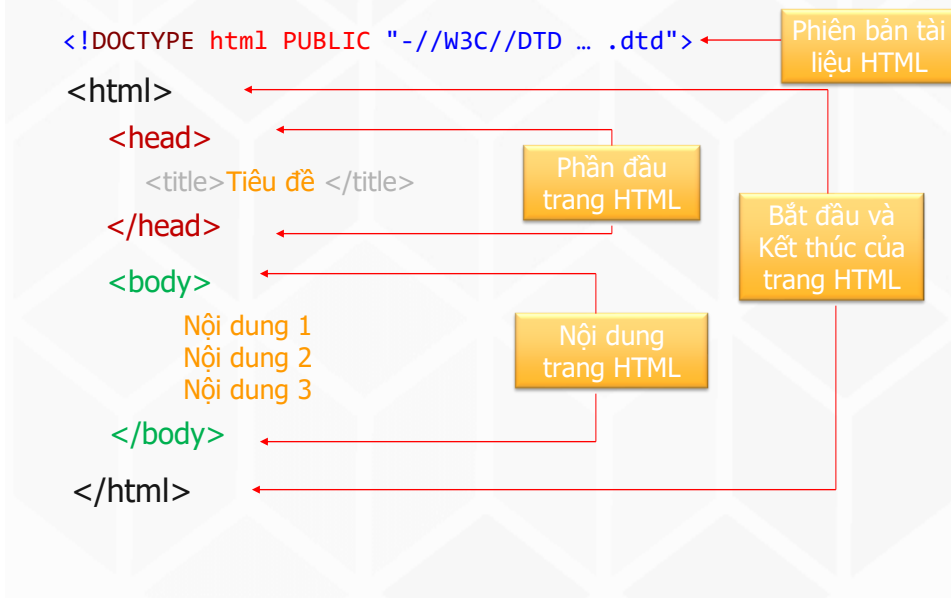 <!DOCTYPE html PUBLIC "-//W3C//DTD … .dtd">
Phiên bản tài
liệu HTML
<html>
<head>
<title>Tiêu đề </title>
</head>
Phần đầu
trang HTML
Bắt đầu và
Kết thúc của
trang HTML
<body>
Nội dung 1
Nội dung 2
Nội dung 3
</body>
Nội dung
trang HTML
</html>